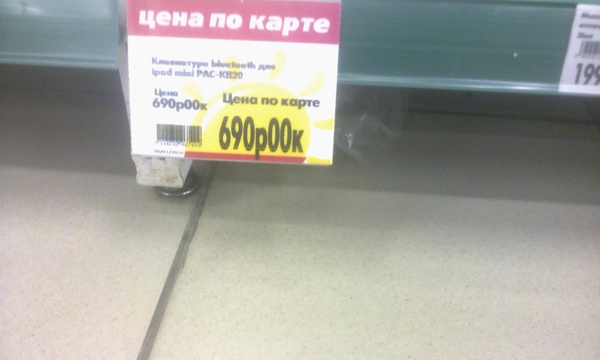 цена по карте
Клавиатура bluetooth для
ipad mini PAC-KB20
Цена
690р00к
Цена по карте
690р00к
199